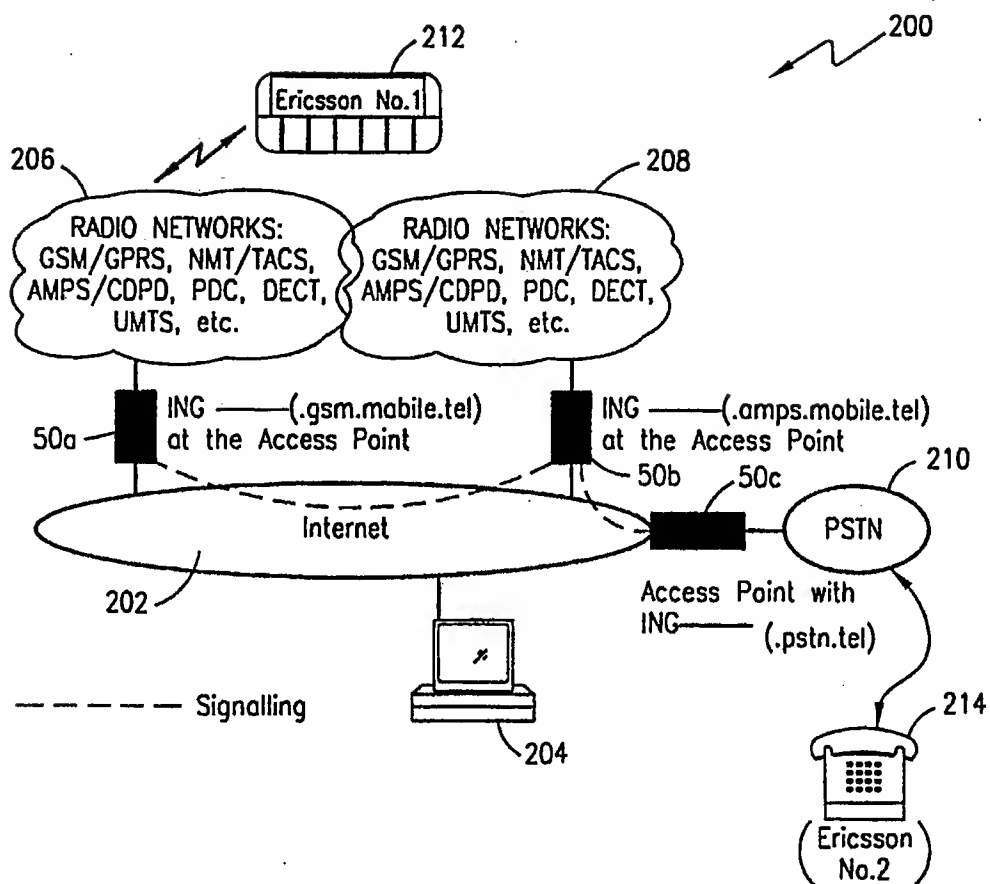 200
212
Ericsson No.1
206
208
RADIO NETWORKS:
GSM/GPRS, NMT/TACS,
AMPS/CDPD, PDC, DECT,
UMTS, etc.
RADIO NETWORKS:
GSM/GPRS, NMT/TACS,
AMPS/CDPD, PDC, DECT,
UMTS, etc.
50a
ING (.gsm.mabile.tel)
at the Access Point
ING (.amps.mobile.tel)
at the Access Point
50b
50c
210
Internet
PSTN
202
Access Point with
ING (.pstn.tel)
Signalling
204
214
(Ericsson
No.2)